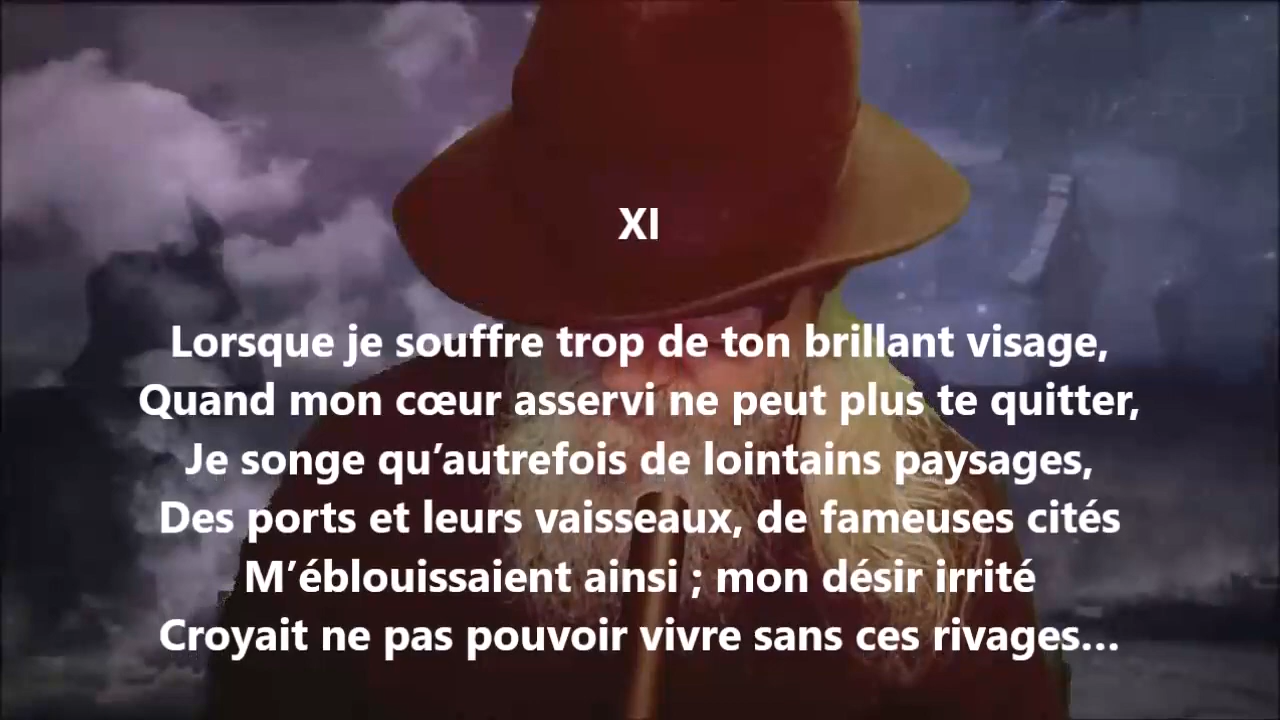 XI
Lorsque je souffre trop de ton brillant visage,
Quand mon cœur asservi ne peut plus te quitter,
Je songe qu’autrefois de lointains paysages,
Des ports et leurs vaisseaux, de fameuses cités
M’éblouissaient ainsi ; mon désir irrité
Croyait ne pas pouvoir vivre sans ces rivages...